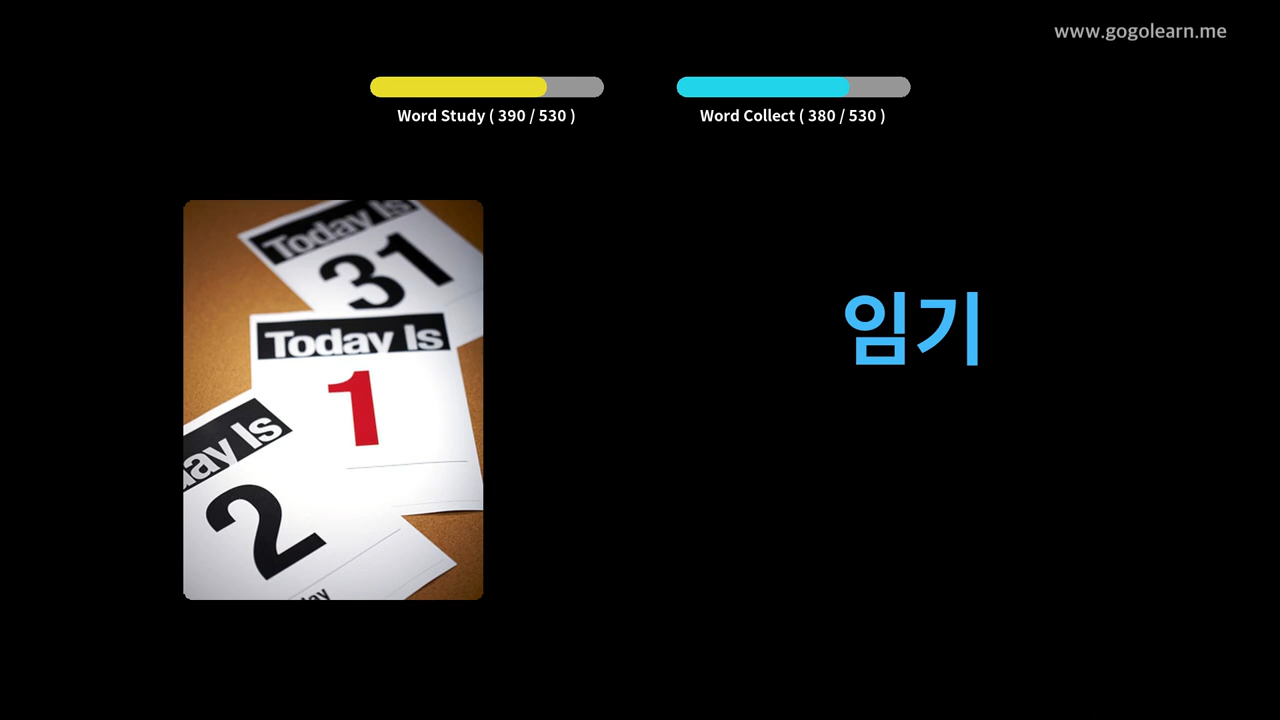 www.gogolearn.me
Word Study ( 390 / 530 )
Word Collect ( 380 / 530 )
Today Is
31
Today Is
1
ay Is
2
임기